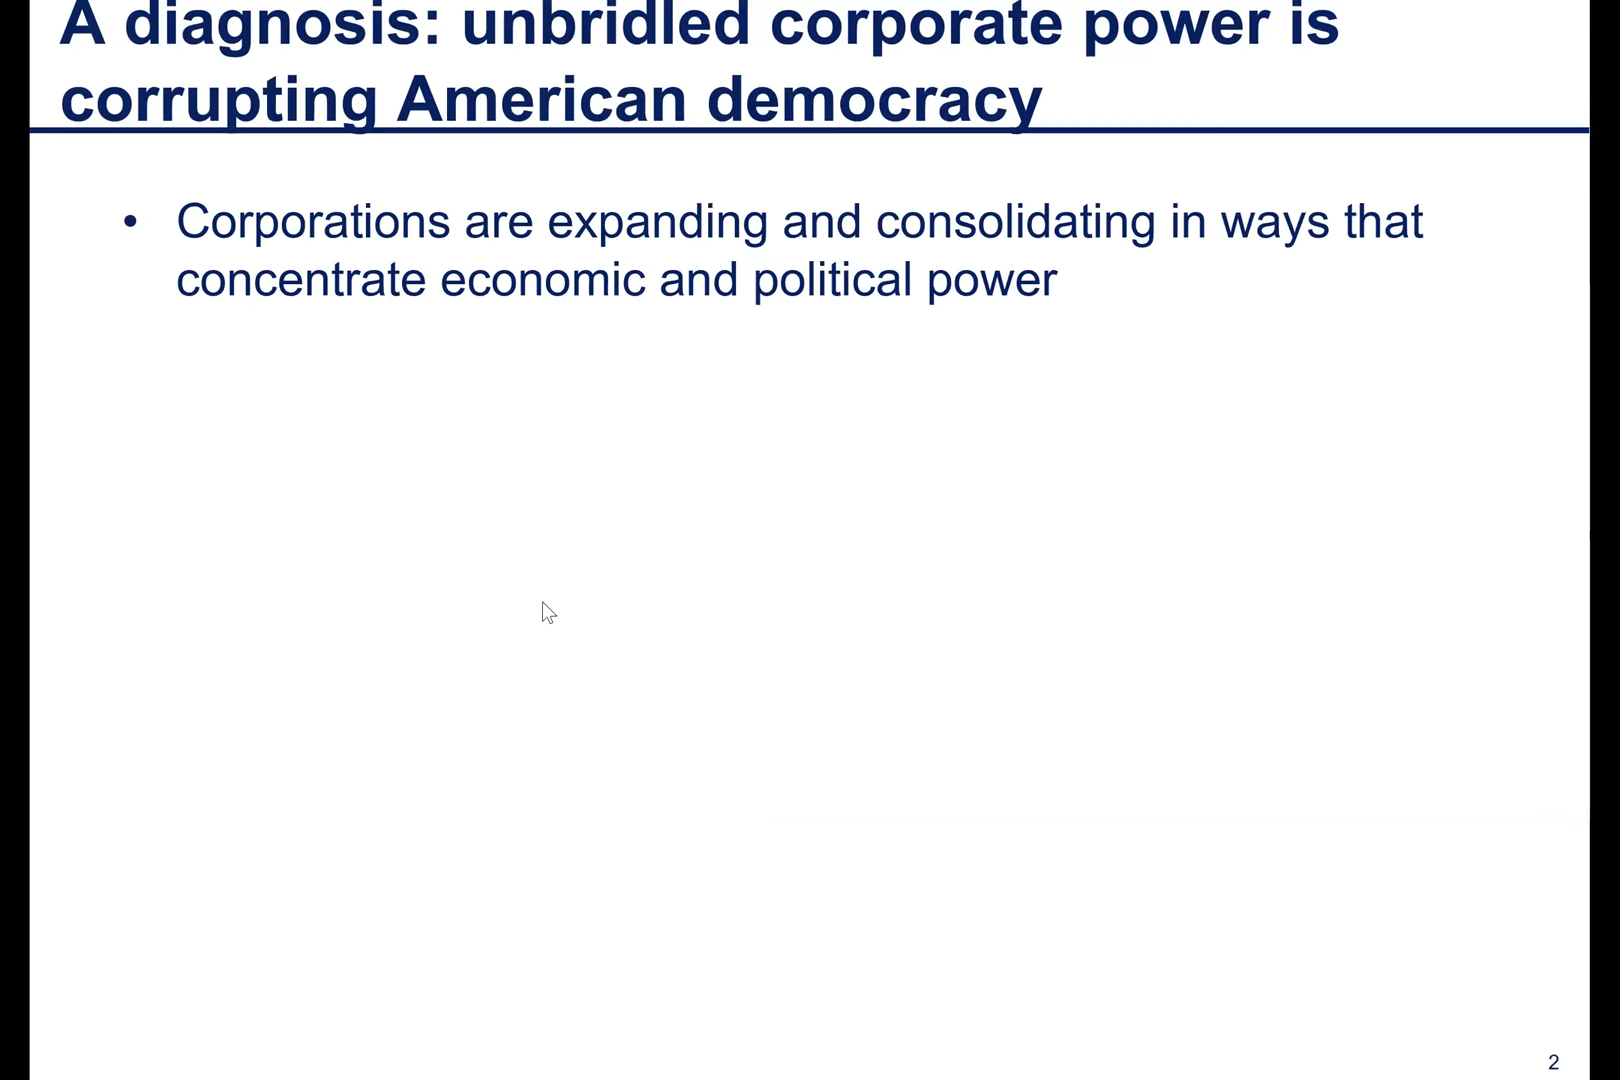 A diagnosis: unbridled corporate power is
corrupting American democracy
• Corporations are expanding and consolidating in ways that
concentrate economic and political power
2